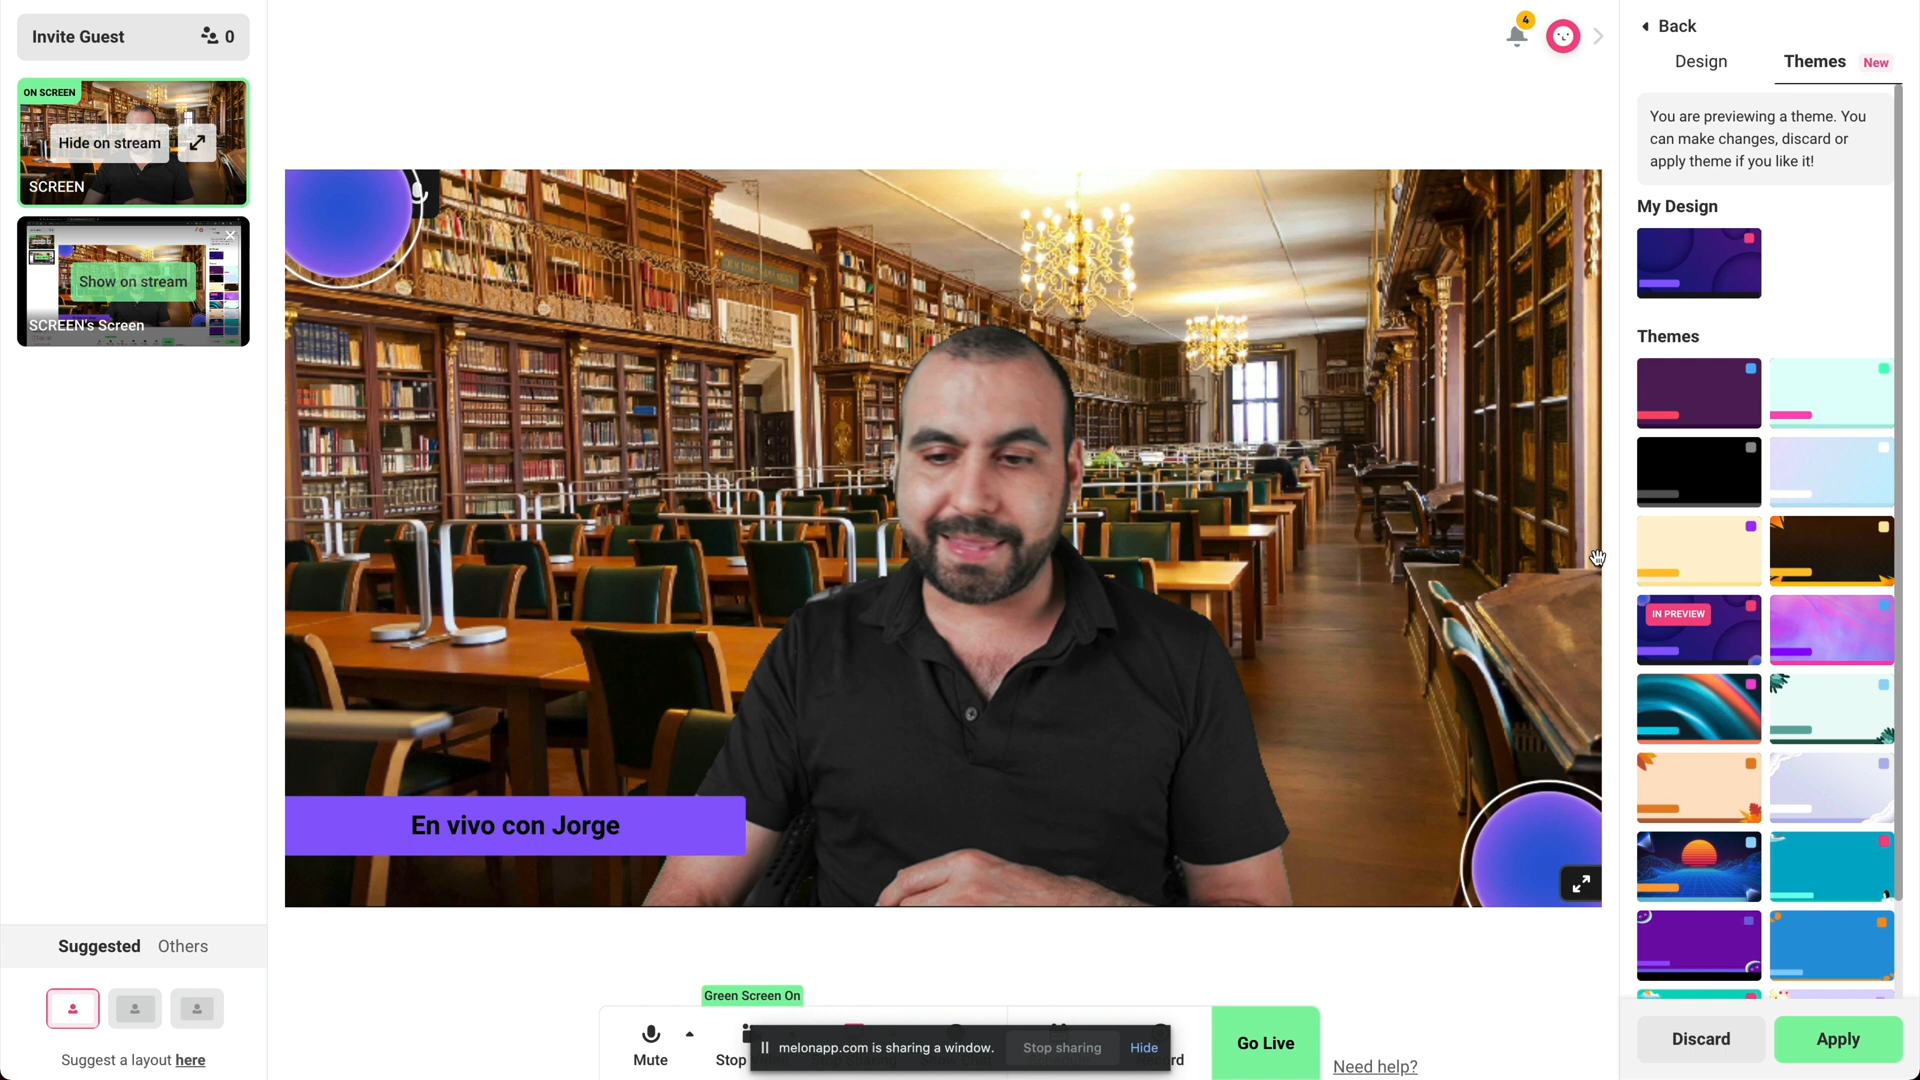 Invite Guest
0
ON SCREEN
Hide on stream
SCREEN
Show on stream
SCREEN's Screen
Suggested
Others
Suggest a layout here
4
En vivo con Jorge
Green Screen On
Mute
Stop
melonapp.com is sharing a window.
Stop sharing
Hide
rd
Go Live
Need help?
Back
Design
Themes
New
You are previewing a theme. You
can make changes, discard or
apply theme if you like it!
My Design
Themes
IN PREVIEW
Discard
Apply